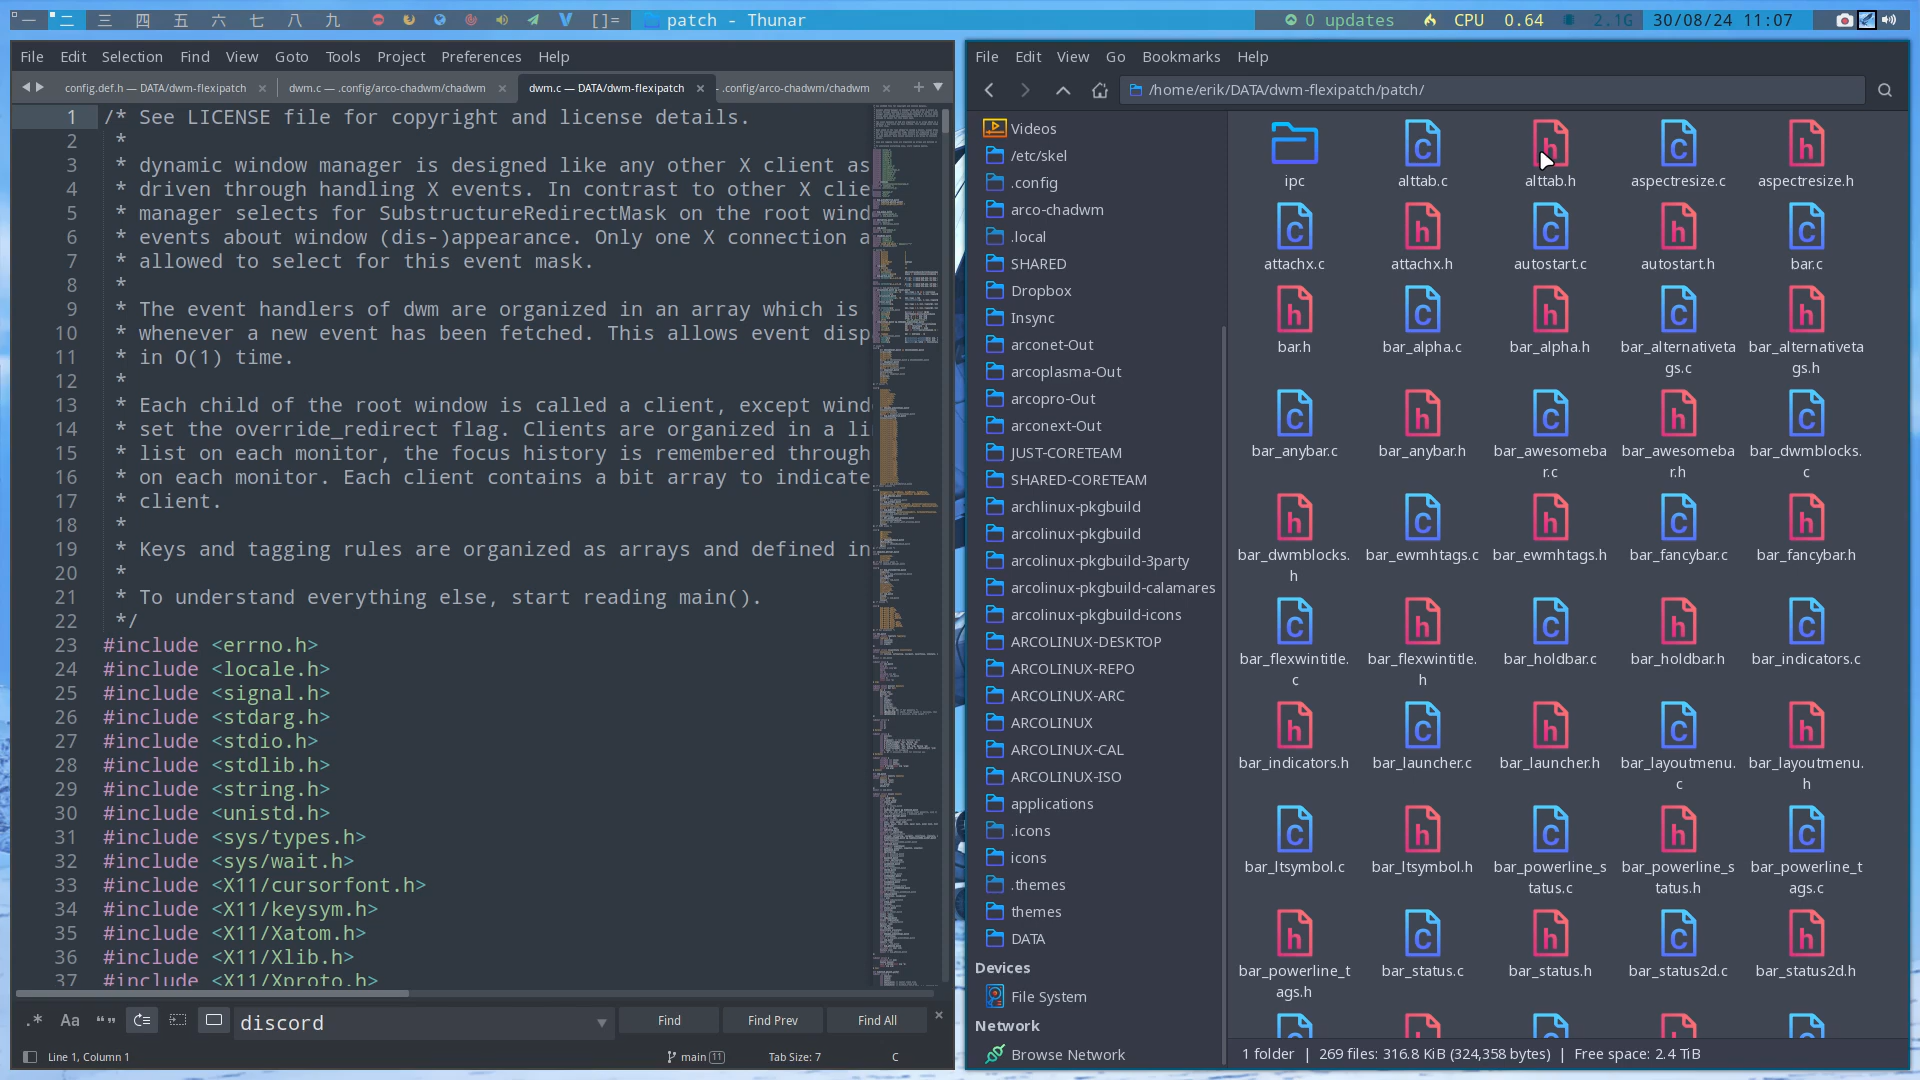 一 二 三 四 五 六 七 八 九 []= patch - Thunar 0 updates CPU 0.64 2.1G 30/08/24 11:07
File Edit Selection Find View Goto Tools Project Preferences Help
config.def.h — DATA/dwm-flexipatch × dwm.c — .config/arco-chadwm/chadwm × dwm.c — DATA/dwm-flexipatch × - .config/arco-chadwm/chadwm × + ▼
1 /* See LICENSE file for copyright and license details.
2 *
3 * dynamic window manager is designed like any other X client as
4 * driven through handling X events. In contrast to other X clie
5 * manager selects for SubstructureRedirectMask on the root wind
6 * events about window (dis-)appearance. Only one X connection a
7 * allowed to select for this event mask.
8 *
9 * The event handlers of dwm are organized in an array which is
10 * whenever a new event has been fetched. This allows event disp
11 * in O(1) time.
12 *
13 * Each child of the root window is called a client, except wind
14 * set the override_redirect flag. Clients are organized in a li
15 * list on each monitor, the focus history is remembered through
16 * on each monitor. Each client contains a bit array to indicate
17 * client.
18 *
19 * Keys and tagging rules are organized as arrays and defined in
20 *
21 * To understand everything else, start reading main().
22 */
23 #include <errno.h>
24 #include <locale.h>
25 #include <signal.h>
26 #include <stdarg.h>
27 #include <stdio.h>
28 #include <stdlib.h>
29 #include <string.h>
30 #include <unistd.h>
31 #include <sys/types.h>
32 #include <sys/wait.h>
33 #include <X11/cursorfont.h>
34 #include <X11/keysym.h>
35 #include <X11/Xatom.h>
36 #include <X11/Xlib.h>
37 #include <X11/Xproto.h>
.* Aa “” discord Find Find Prev Find All ×
Line 1, Column 1 main 11 Tab Size: 7 C
File Edit View Go Bookmarks Help
/home/erik/DATA/dwm-flexipatch/patch/
Videos
/etc/skel
.config
arco-chadwm
.local
SHARED
Dropbox
Insync
arconet-Out
arcoplasma-Out
arcopro-Out
arconext-Out
JUST-CORETEAM
SHARED-CORETEAM
archlinux-pkgbuild
arcolinux-pkgbuild
arcolinux-pkgbuild-3party
arcolinux-pkgbuild-calamares
arcolinux-pkgbuild-icons
ARCOLINUX-DESKTOP
ARCOLINUX-REPO
ARCOLINUX-ARC
ARCOLINUX
ARCOLINUX-CAL
ARCOLINUX-ISO
applications
.icons
icons
.themes
themes
DATA
Devices
File System
Network
Browse Network
ipc alttab.c alttab.h aspectresize.c aspectresize.h
attachx.c attachx.h autostart.c autostart.h bar.c
bar.h bar_alpha.c bar_alpha.h bar_alternativeta bar_alternativeta
gs.c gs.h
bar_anybar.c bar_anybar.h bar_awesomeba bar_awesomeba bar_dwmblocks.
r.c r.h c
bar_dwmblocks. bar_ewmhtags.c bar_ewmhtags.h bar_fancybar.c bar_fancybar.h
h
bar_flexwintitle. bar_flexwintitle. bar_holdbar.c bar_holdbar.h bar_indicators.c
c h
bar_indicators.h bar_launcher.c bar_launcher.h bar_layoutmenu. bar_layoutmenu.
c h
bar_ltsymbol.c bar_ltsymbol.h bar_powerline_s bar_powerline_s bar_powerline_t
tatus.c tatus.h ags.c
bar_powerline_t bar_status.c bar_status.h bar_status2d.c bar_status2d.h
ags.h
1 folder | 269 files: 316.8 KiB (324,358 bytes) | Free space: 2.4 TiB